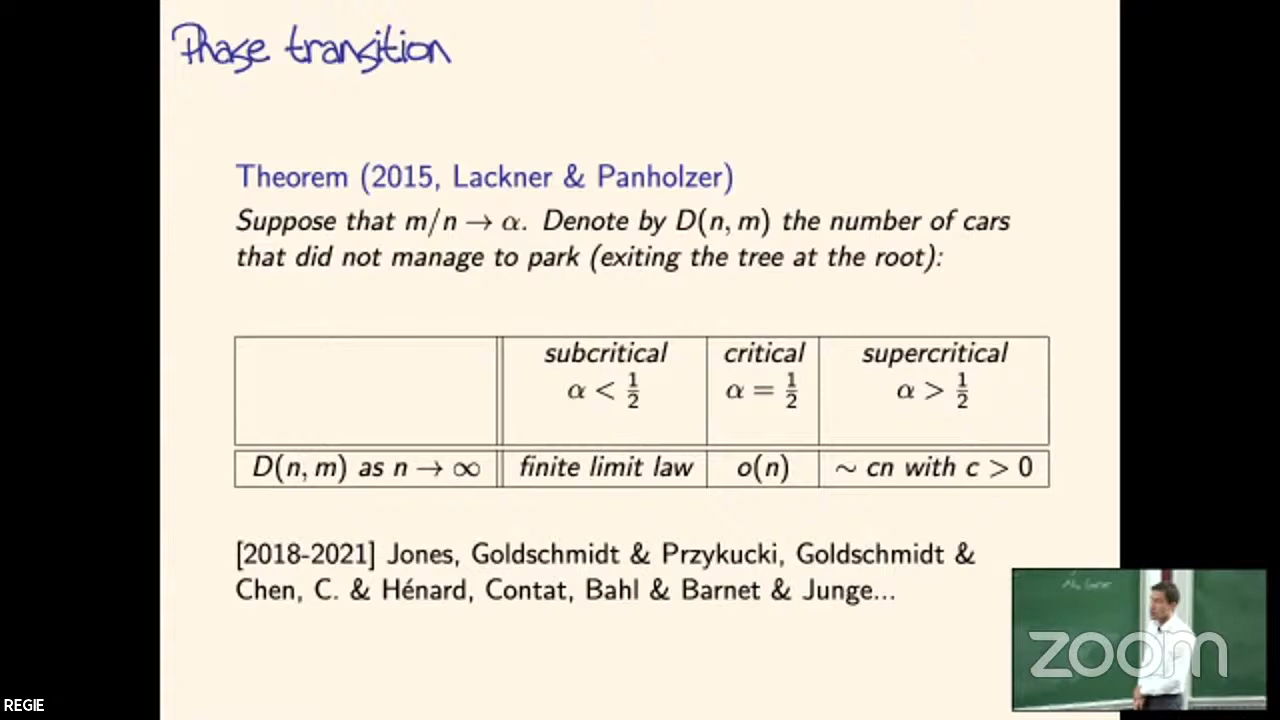 Phase transition
Theorem (2015, Lackner & Panholzer)
Suppose that m/n → α. Denote by D(n, m) the number of cars
that did not manage to park (exiting the tree at the root):
subcritical critical supercritical
α < 1/2 α = 1/2 α > 1/2
D(n, m) as n → ∞ finite limit law o(n) ~ cn with c > 0
[2018-2021] Jones, Goldschmidt & Przykucki, Goldschmidt &
Chen, C. & Hénard, Contat, Bahl & Barnet & Junge...
zoom
REGIE